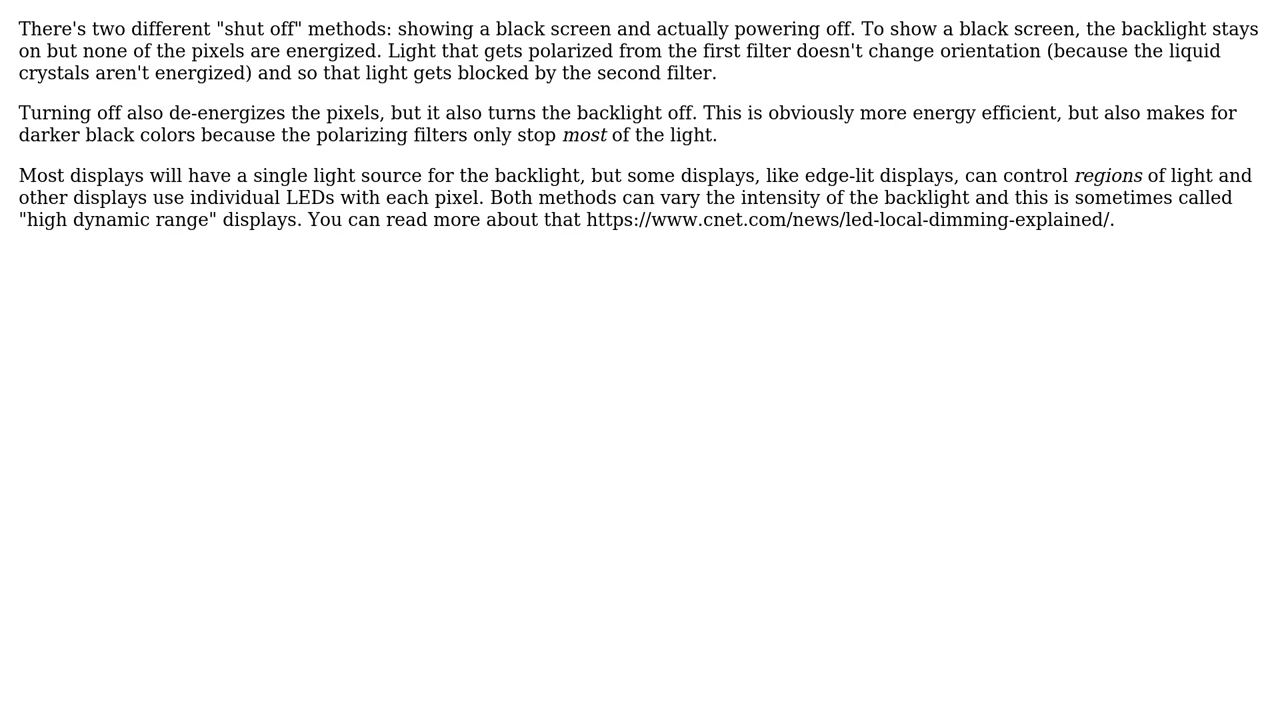 There's two different "shut off" methods: showing a black screen and actually powering off. To show a black screen, the backlight stays
on but none of the pixels are energized. Light that gets polarized from the first filter doesn't change orientation (because the liquid
crystals aren't energized) and so that light gets blocked by the second filter.
Turning off also de-energizes the pixels, but it also turns the backlight off. This is obviously more energy efficient, but also makes for
darker black colors because the polarizing filters only stop most of the light.
Most displays will have a single light source for the backlight, but some displays, like edge-lit displays, can control regions of light and
other displays use individual LEDs with each pixel. Both methods can vary the intensity of the backlight and this is sometimes called
"high dynamic range" displays. You can read more about that https://www.cnet.com/news/led-local-dimming-explained/.